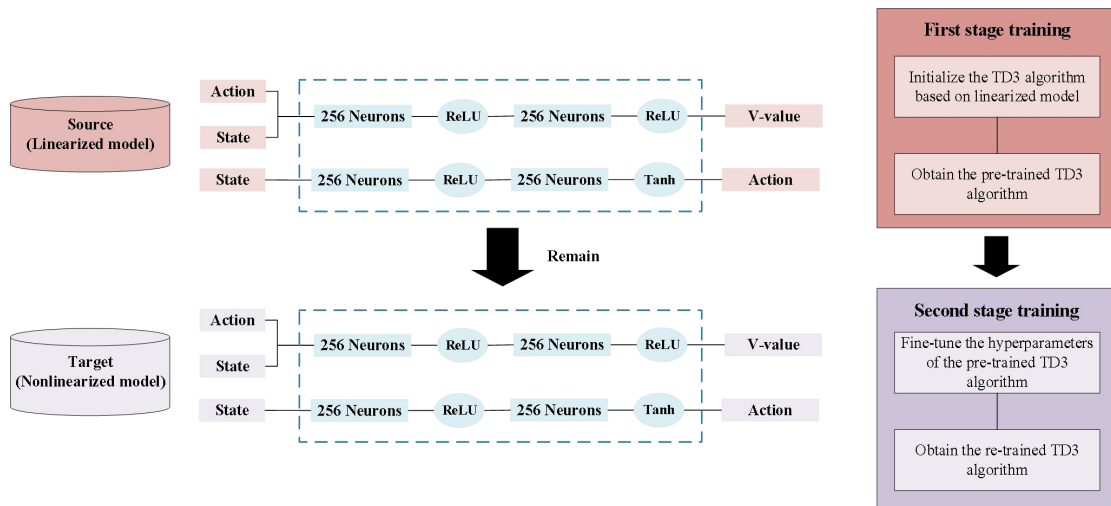 Source
(Linearized model)
Action
State
256 Neurons
ReLU
256 Neurons
ReLU
V-value
State
256 Neurons
ReLU
256 Neurons
Tanh
Action
Remain
Target
(Nonlinearized model)
Action
State
256 Neurons
ReLU
256 Neurons
ReLU
V-value
State
256 Neurons
ReLU
256 Neurons
Tanh
Action
First stage training
Initialize the TD3 algorithm
based on linearized model
Obtain the pre-trained TD3
algorithm
Second stage training
Fine-tune the hyperparameters
of the pre-trained TD3
algorithm
Obtain the re-trained TD3
algorithm